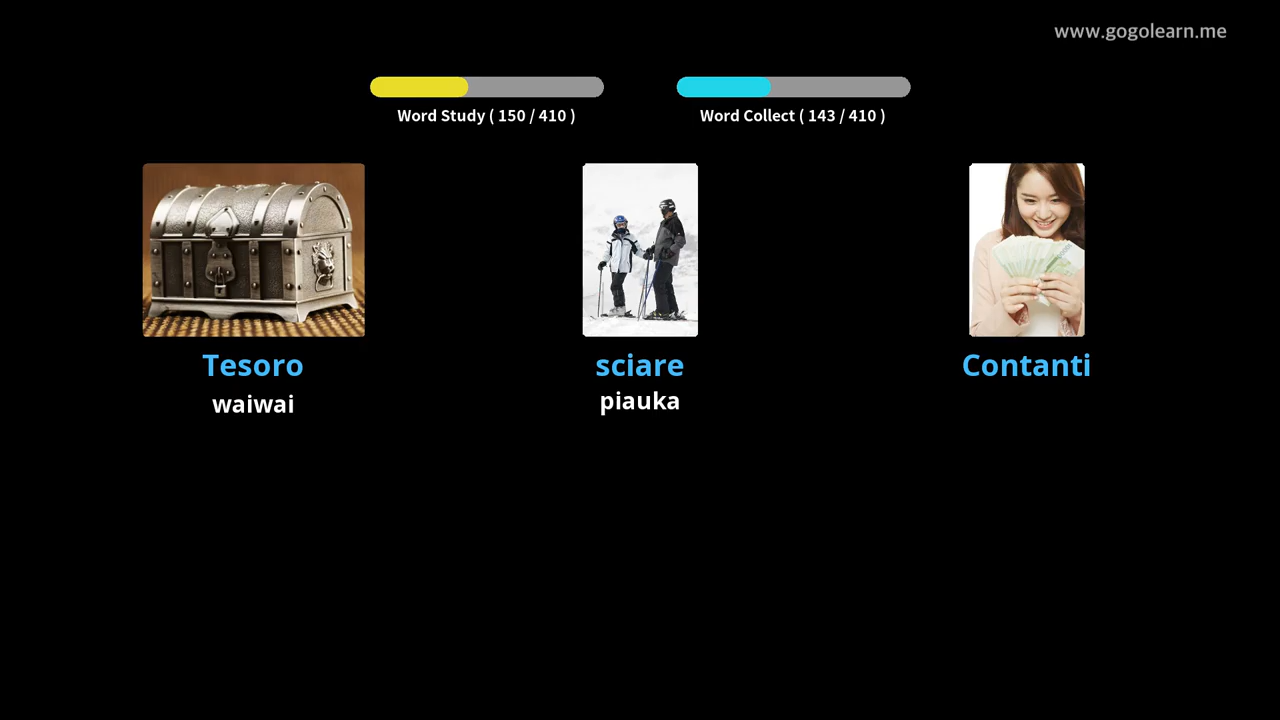 www.gogolearn.me
Word Study ( 150 / 410 )
Word Collect ( 143 / 410 )
Tesoro
waiwai
sciare
piauka
Contanti